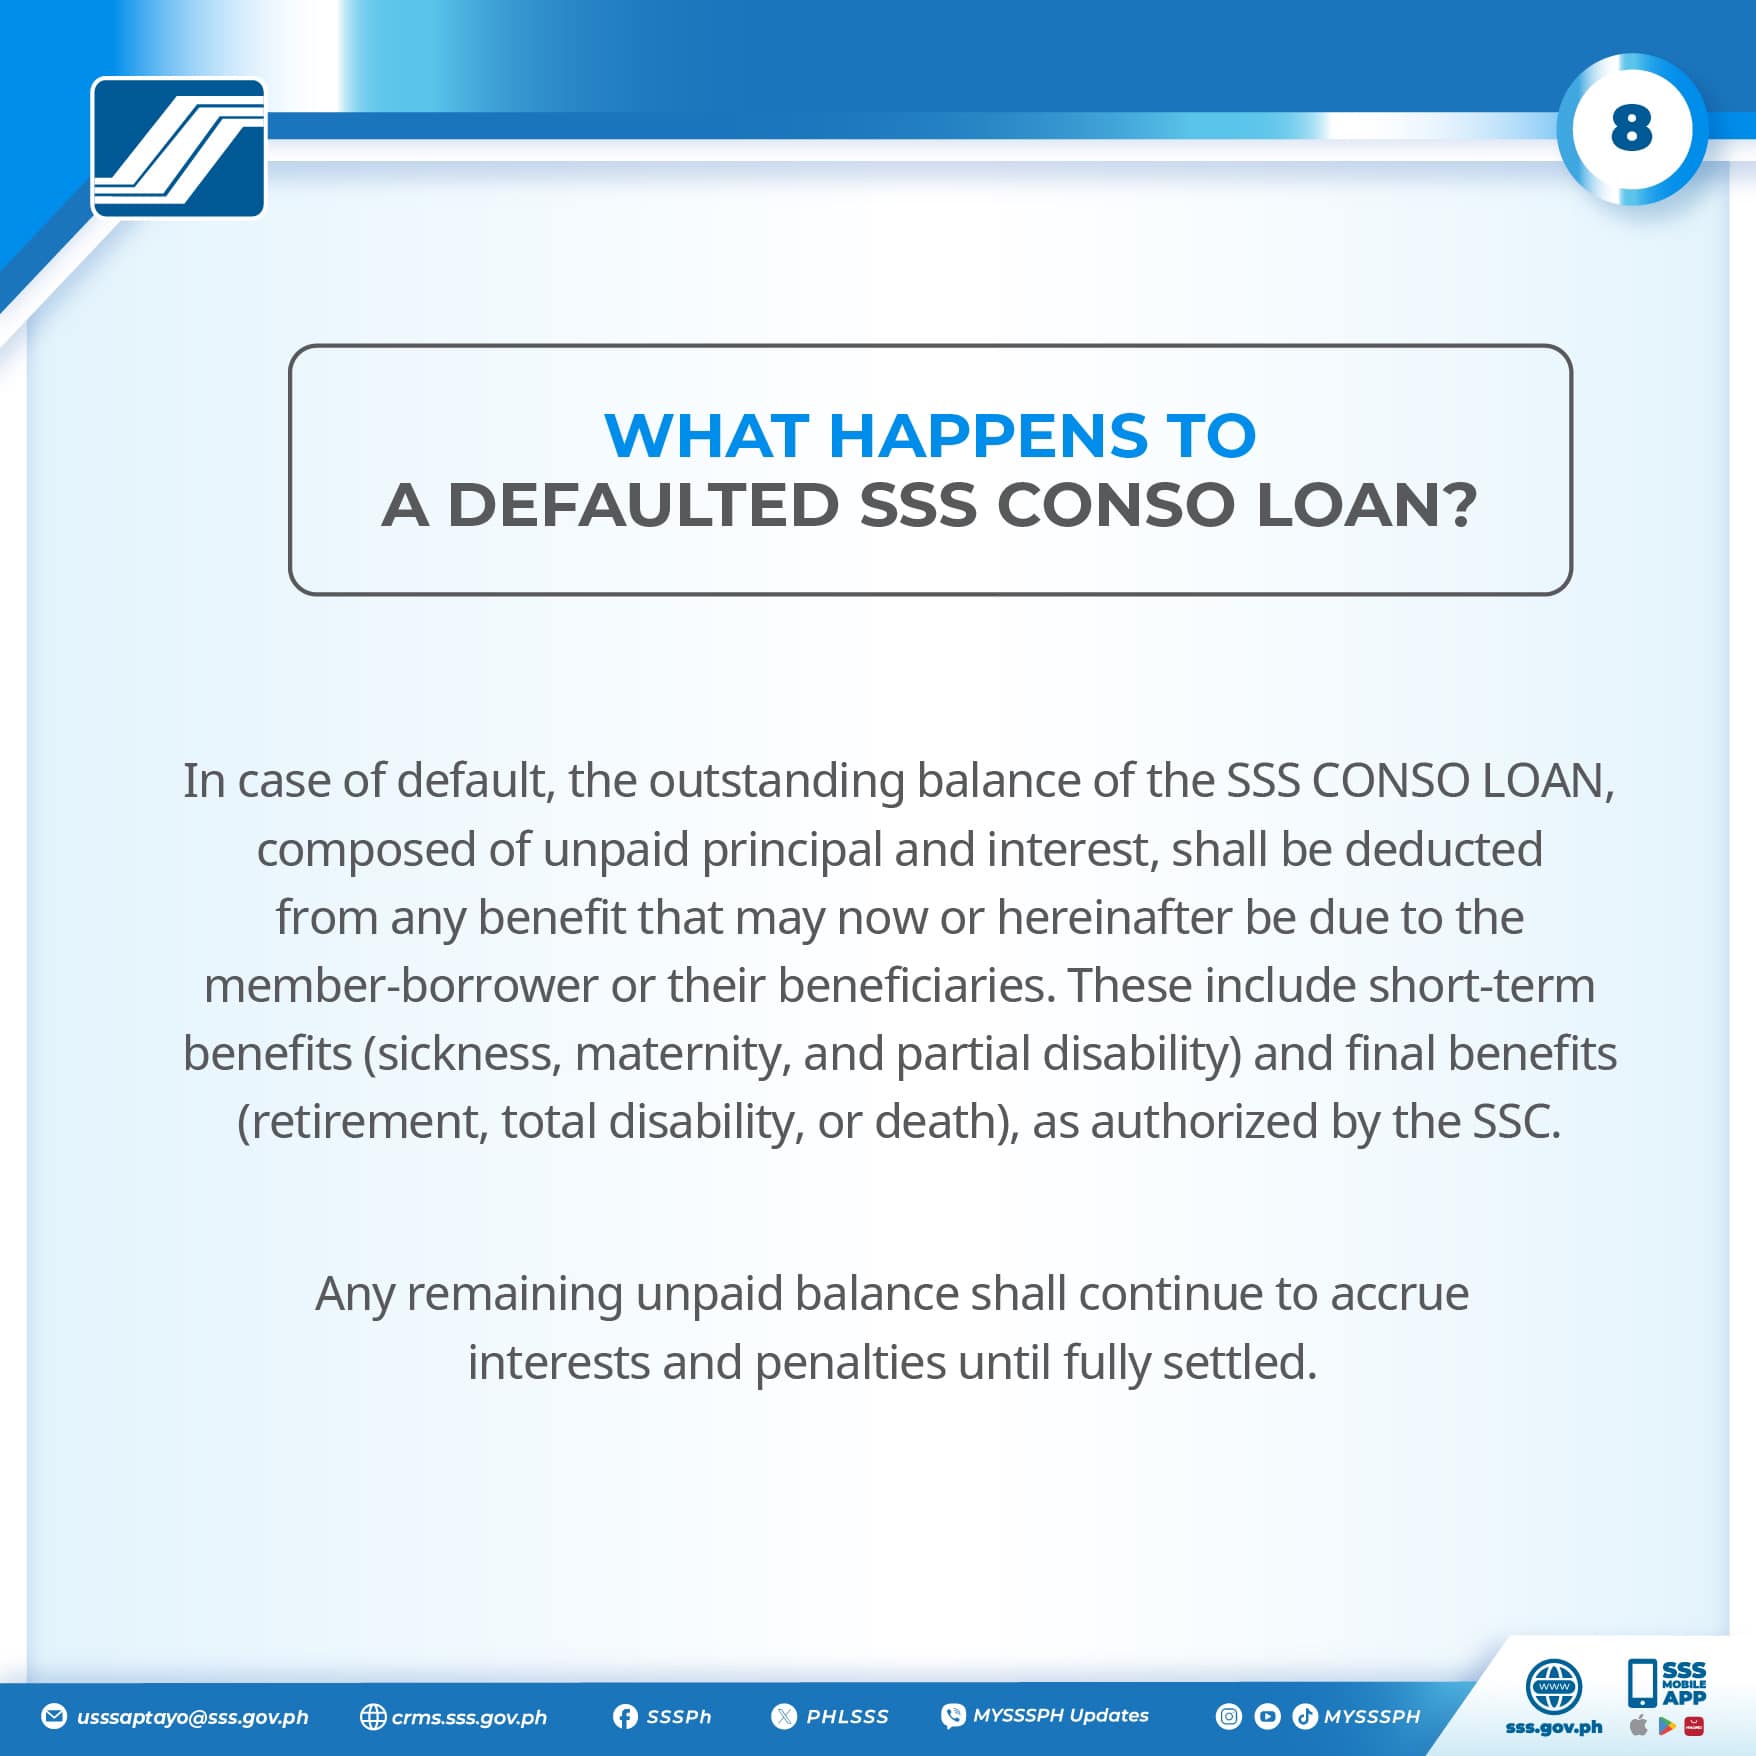 8
WHAT HAPPENS TO
A DEFAULTED SSS CONSO LOAN?
In case of default, the outstanding balance of the SSS CONSO LOAN,
composed of unpaid principal and interest, shall be deducted
from any benefit that may now or hereinafter be due to the
member-borrower or their beneficiaries. These include short-term
benefits (sickness, maternity, and partial disability) and final benefits
(retirement, total disability, or death), as authorized by the SSC.
Any remaining unpaid balance shall continue to accrue
interests and penalties until fully settled.
usssaptayo@sss.gov.ph
crms.sss.gov.ph
SSSPh
PHLSSS
MYSSSPH Updates
MYSSSPH
www
sss.gov.ph
SSS
MOBILE
APP